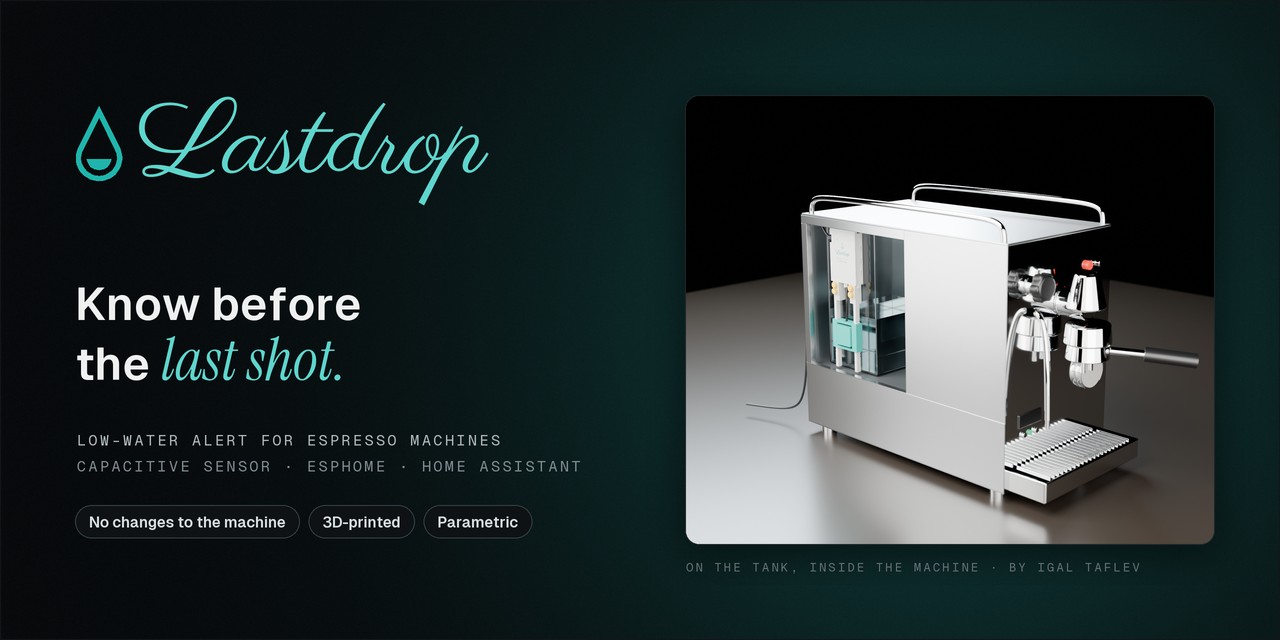 Lastdrop
Know before
the last shot.
LOW-WATER ALERT FOR ESPRESSO MACHINES
CAPACITIVE SENSOR · ESPHOME · HOME ASSISTANT
No changes to the machine
3D-printed
Parametric
ON THE TANK, INSIDE THE MACHINE · BY IGAL TAFLEV